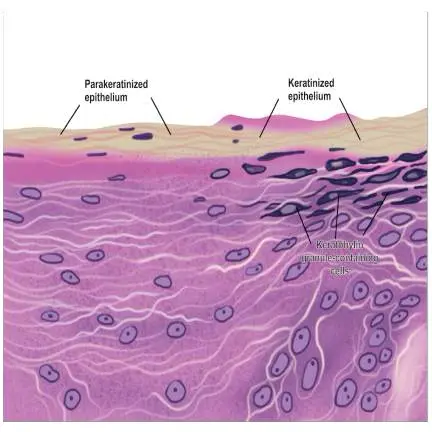 Parakeratinized
epithelium
Keratinized
epithelium
Keratohyalin
granule-containing
cells